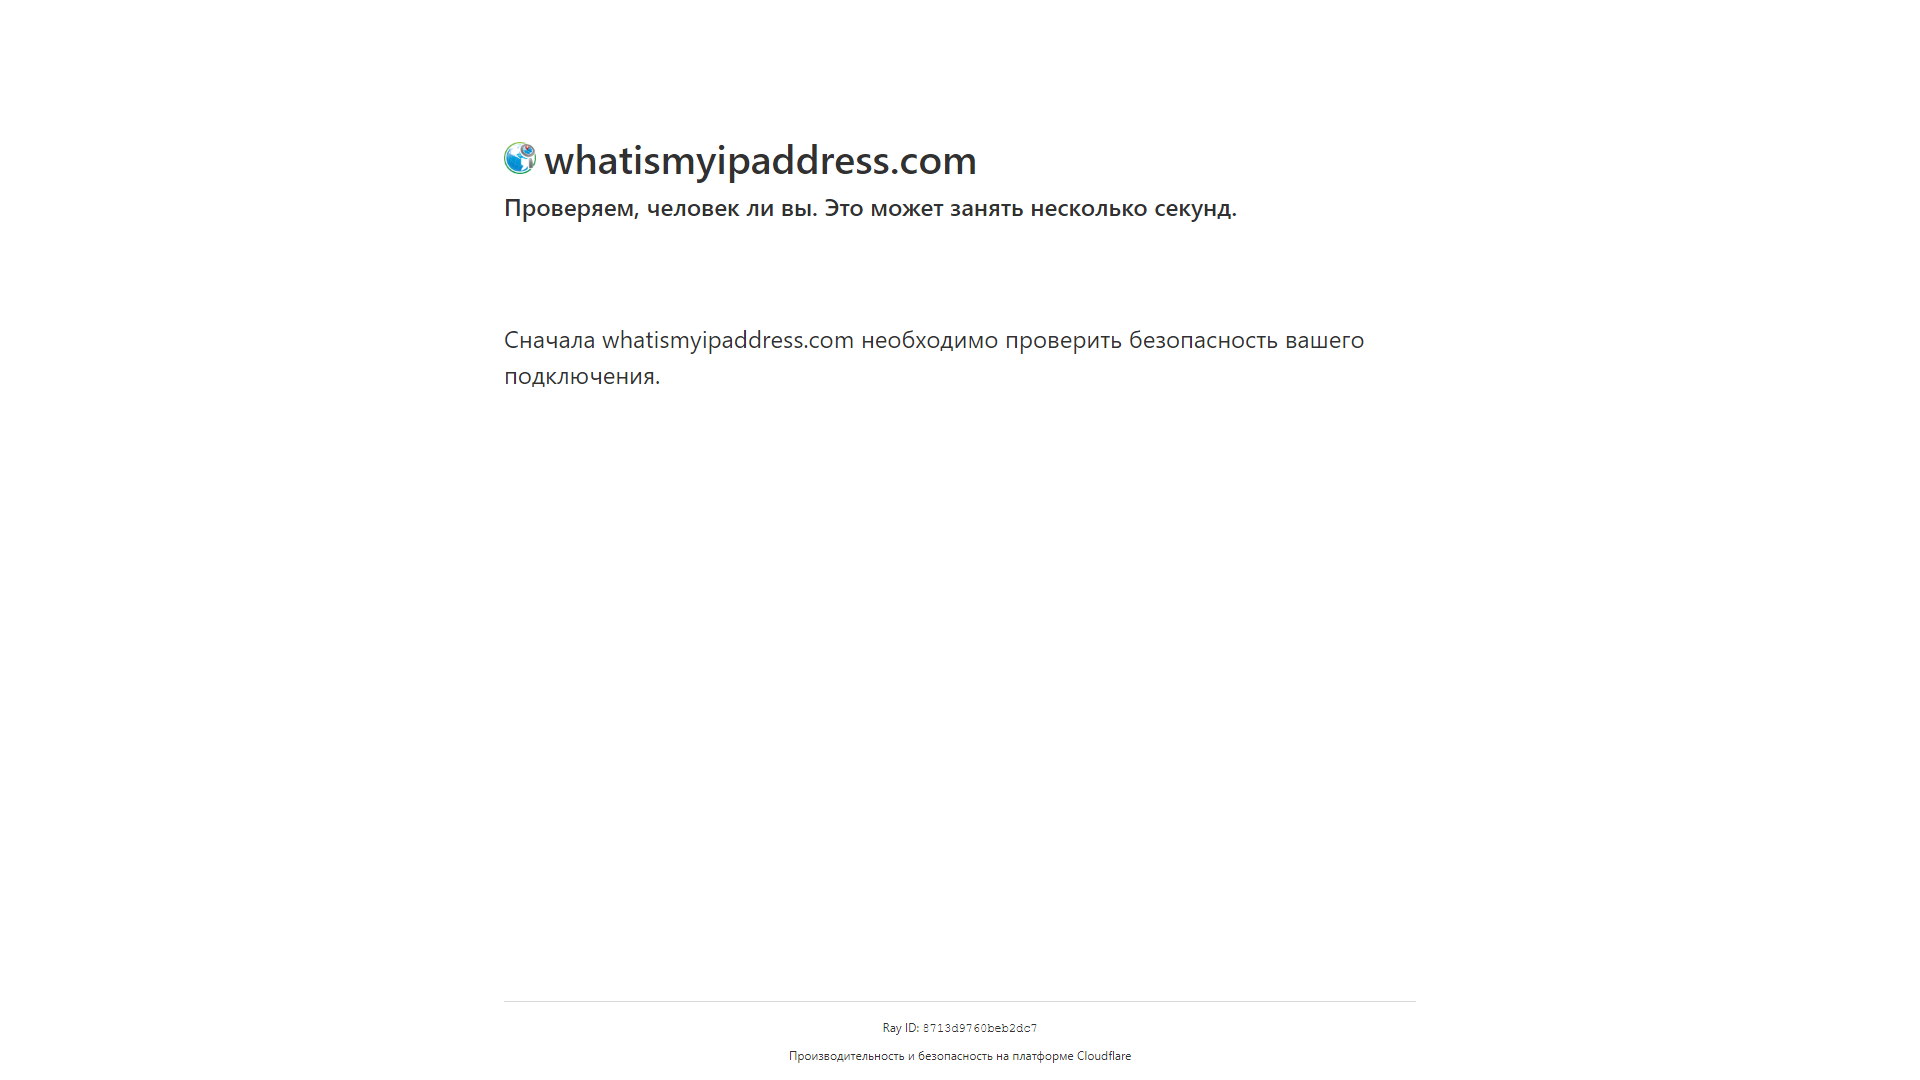 whatismyipaddress.com
Проверяем, человек ли вы. Это может занять несколько секунд.
Сначала whatismyipaddress.com необходимо проверить безопасность вашего
подключения.
Ray ID: 8713d9760beb2dc7
Производительность и безопасность на платформе Cloudflare